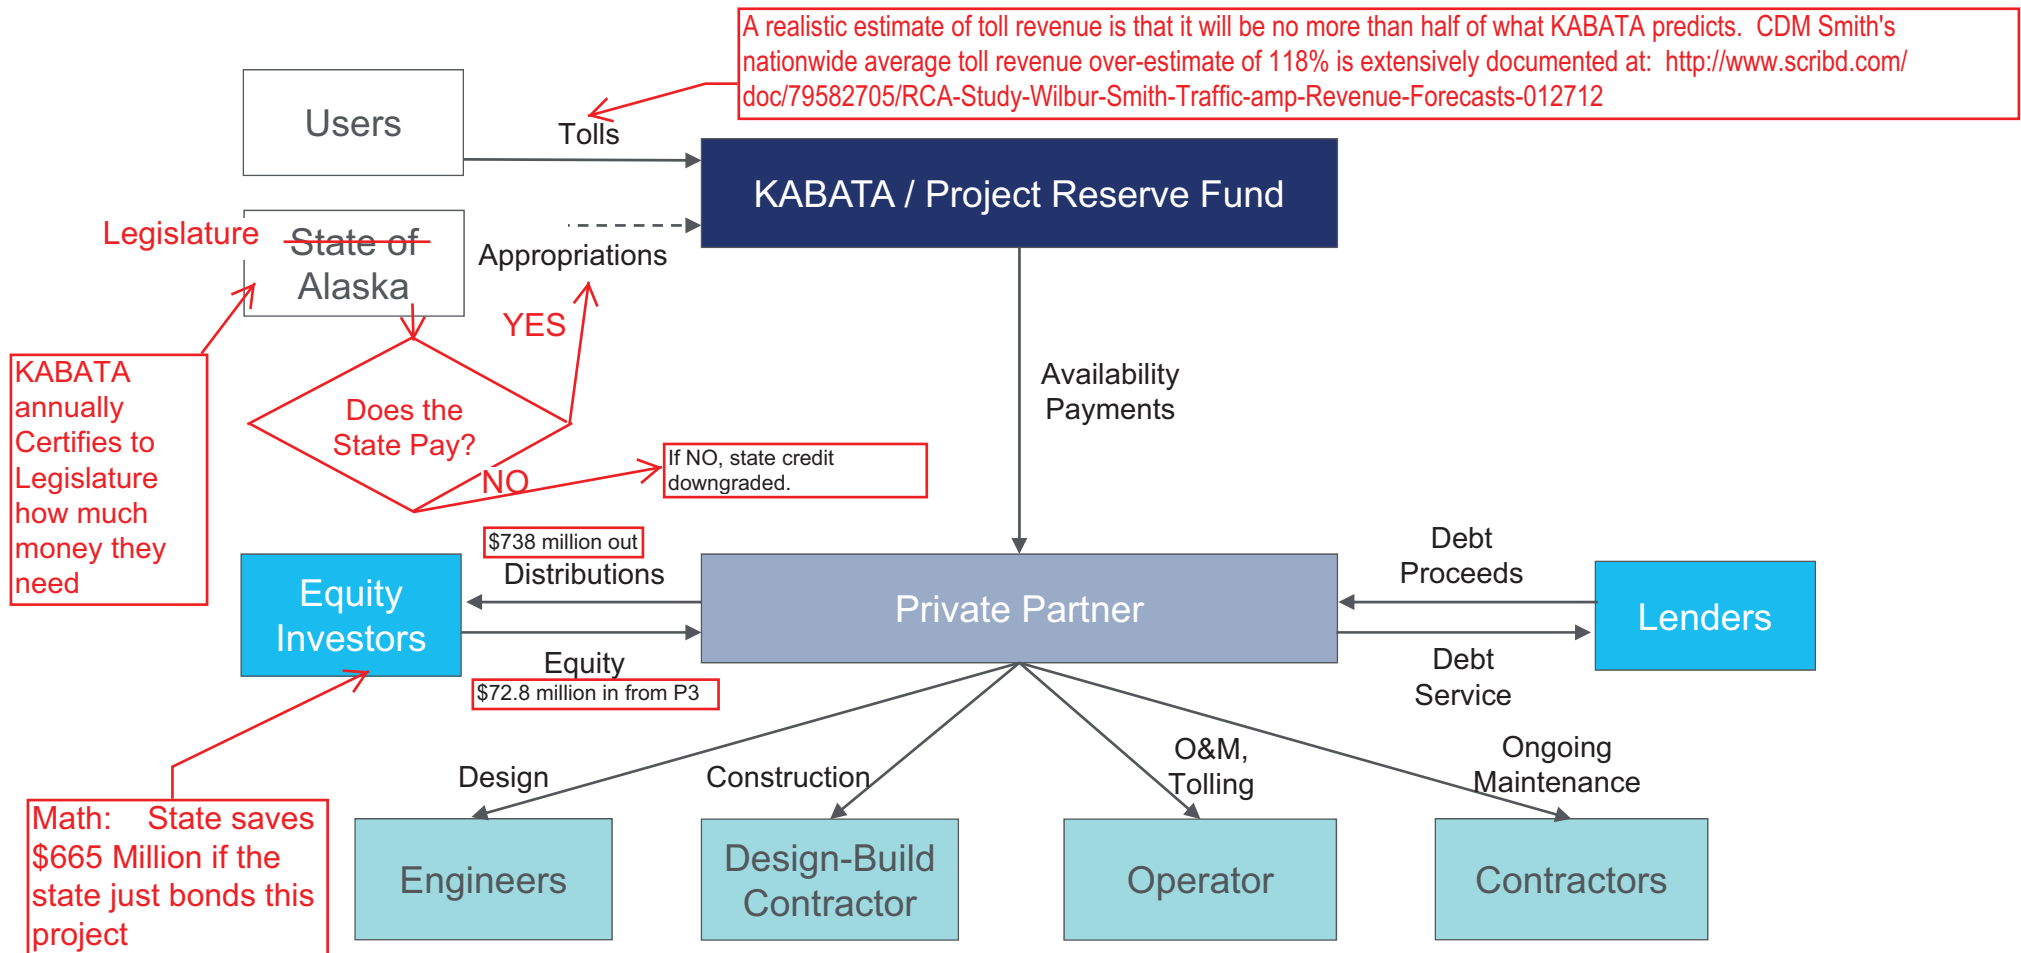 A realistic estimate of toll revenue is that it will be no more than half of what KABATA predicts.  CDM Smith's
nationwide average toll revenue over-estimate of 118% is extensively documented at:  http://www.scribd.com/
doc/79582705/RCA-Study-Wilbur-Smith-Traffic-amp-Revenue-Forecasts-012712
Users
Tolls
KABATA / Project Reserve Fund
Legislature
State of
Alaska
Appropriations
YES
KABATA
annually
Certifies to
Legislature
how much
money they
need
Does the
State Pay?
NO
If NO, state credit
downgraded.
Availability
Payments
$738 million out
Distributions
Equity
Investors
Equity
$72.8 million in from P3
Private Partner
Debt
Proceeds
Lenders
Debt
Service
Design
Construction
O&M,
Tolling
Ongoing
Maintenance
Math:    State saves
$665 Million if the
state just bonds this
project
Engineers
Design-Build
Contractor
Operator
Contractors